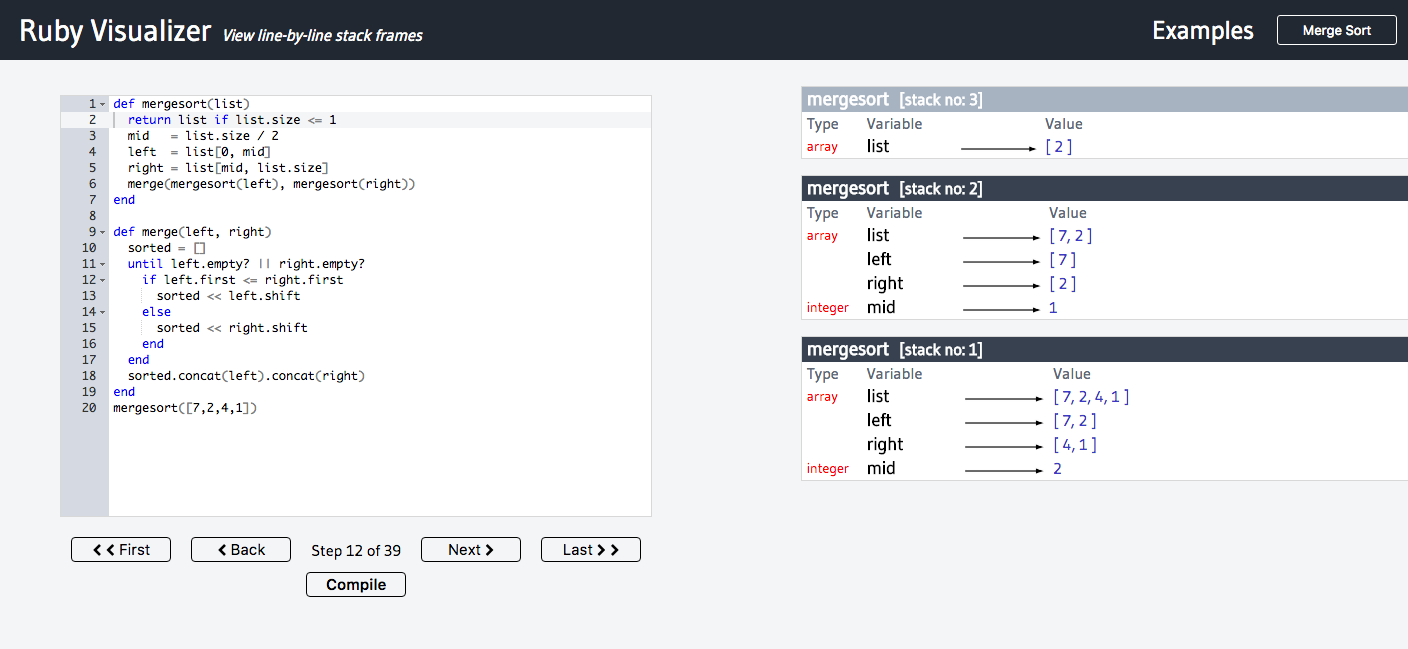 Ruby Visualizer View line-by-line stack frames
Examples Merge Sort
1 def mergesort(list)
2 return list if list.size <= 1
3 mid = list.size / 2
4 left = list[0, mid]
5 right = list[mid, list.size]
6 merge(mergesort(left), mergesort(right))
7 end
8
9 def merge(left, right)
10 sorted = []
11 until left.empty? || right.empty?
12 if left.first <= right.first
13 sorted << left.shift
14 else
15 sorted << right.shift
16 end
17 end
18 sorted.concat(left).concat(right)
19 end
20 mergesort([7,2,4,1])
First Back Step 12 of 39 Next Last
Compile
mergesort [stack no: 3]
Type Variable Value
array list [ 2 ]
mergesort [stack no: 2]
Type Variable Value
array list [ 7, 2 ]
left [ 7 ]
right [ 2 ]
integer mid 1
mergesort [stack no: 1]
Type Variable Value
array list [ 7, 2, 4, 1 ]
left [ 7, 2 ]
right [ 4, 1 ]
integer mid 2